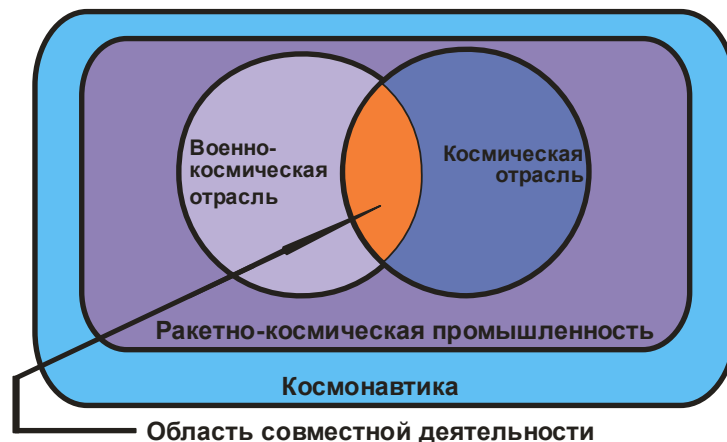 Военно-
космическая
отрасль
Космическая
отрасль
Ракетно-космическая промышленность
Космонавтика
Область совместной деятельности